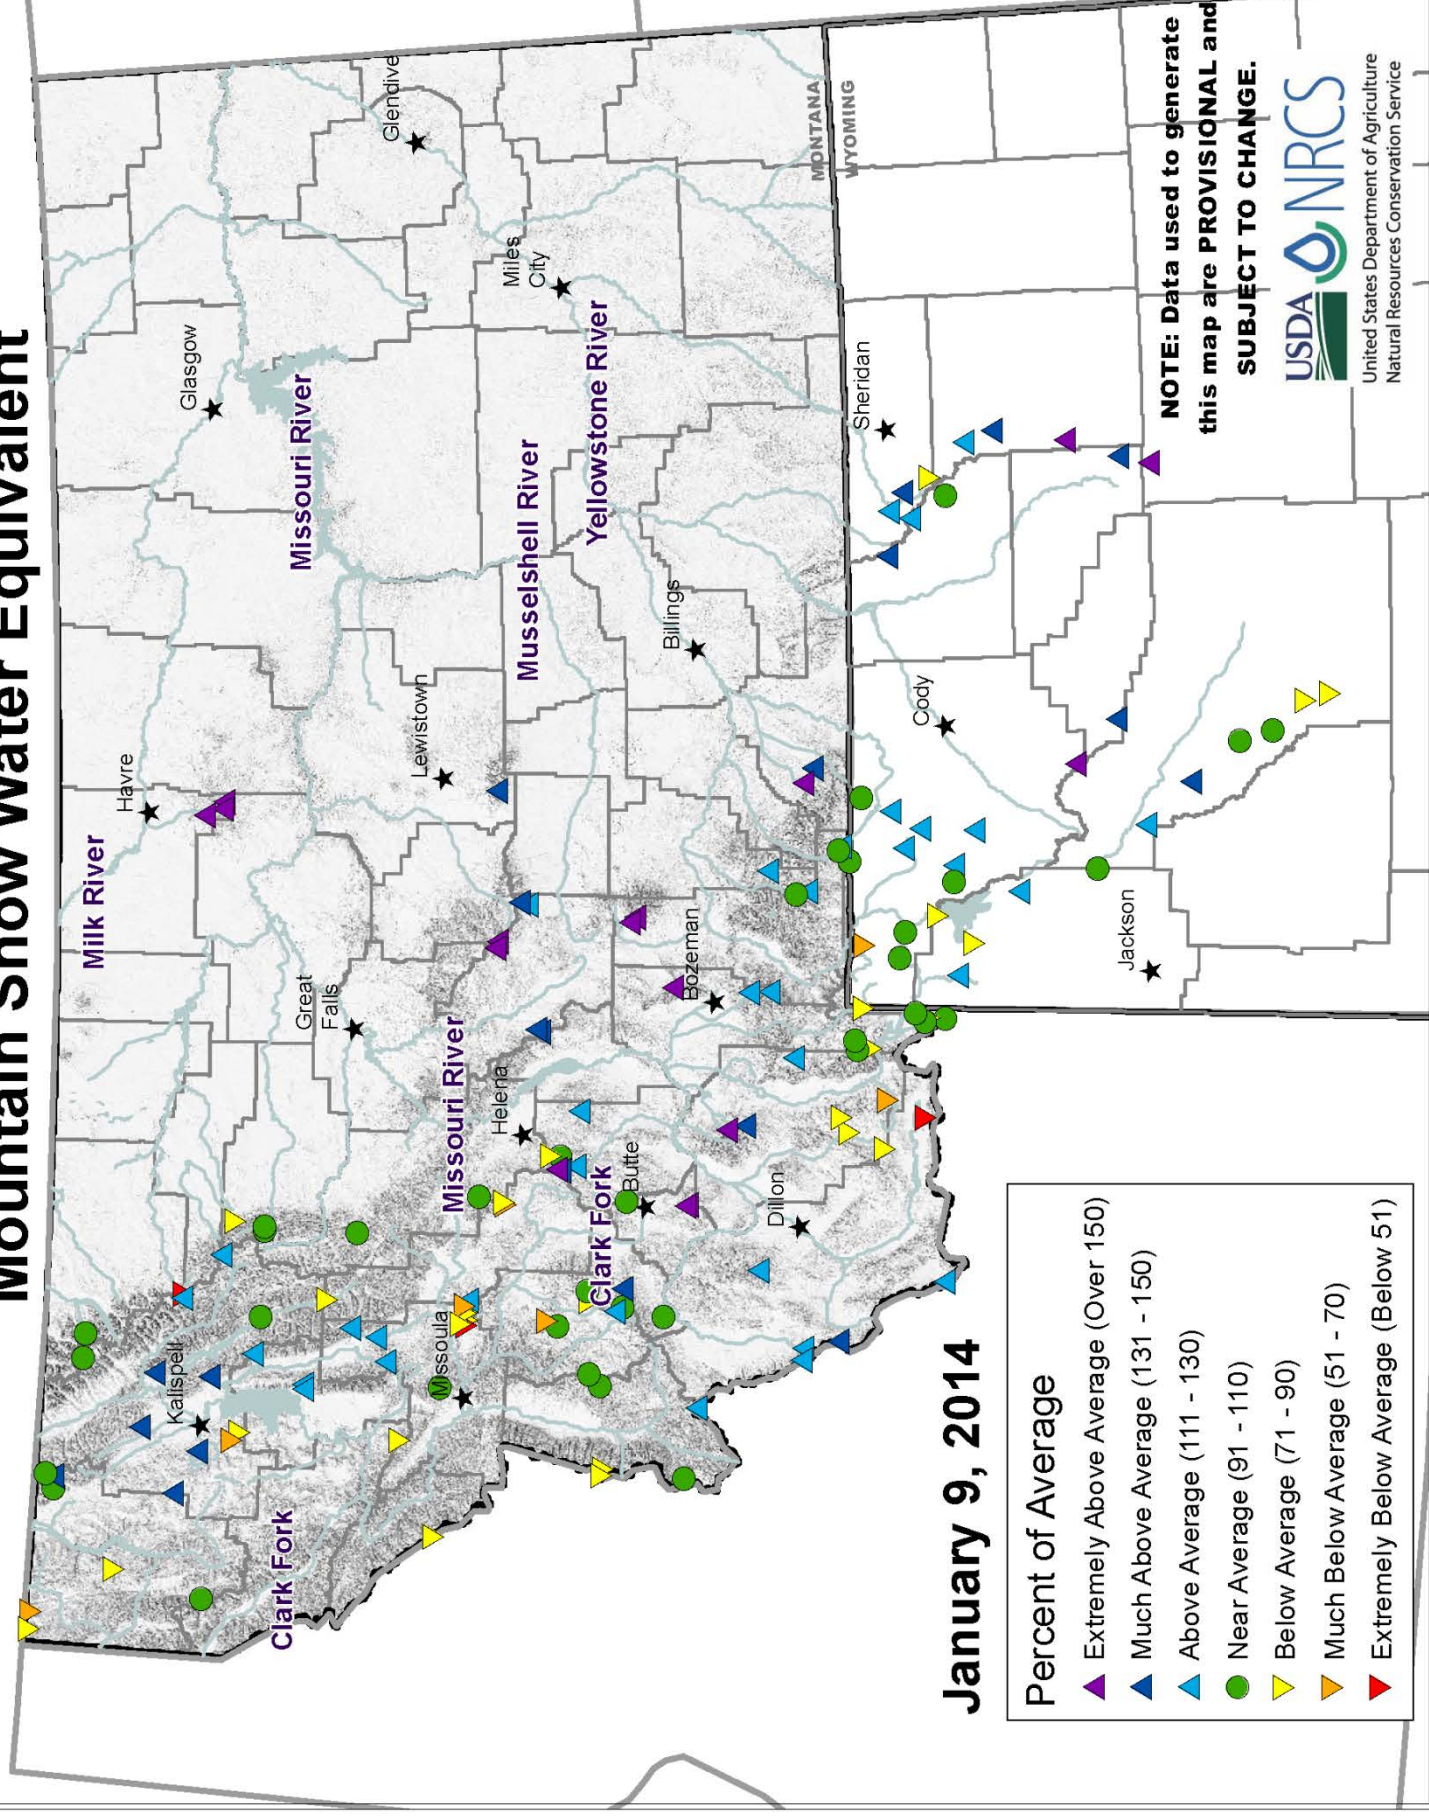 Mountain Snow Water Equivalent
Milk River
Havre
Glasgow
Kalispell
Great
Falls
Missouri River
Glendive
Lewistown
Clark Fork
Missoula
Missouri River
Helena
Musselshell River
Miles
City
Yellowstone River
Clark Fork
Butte
Bozeman
Billings
Dillon
MONTANA
WYOMING
Sheridan
Cody
Jackson
January 9, 2014
Percent of Average
Extremely Above Average (Over 150)
Much Above Average (131 - 150)
Above Average (111 - 130)
Near Average (91 - 110)
Below Average (71 - 90)
Much Below Average (51 - 70)
Extremely Below Average (Below 51)
NOTE: Data used to generate
this map are PROVISIONAL and
SUBJECT TO CHANGE.
USDA NRCS
United States Department of Agriculture
Natural Resources Conservation Service